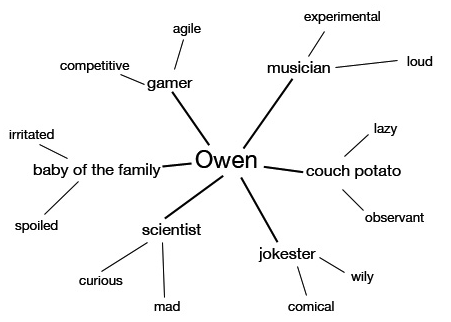 experimental
agile
loud
musician
competitive
gamer
lazy
irritated
Owen
baby of the family
couch potato
observant
spoiled
scientist
jokester
wily
curious
mad
comical